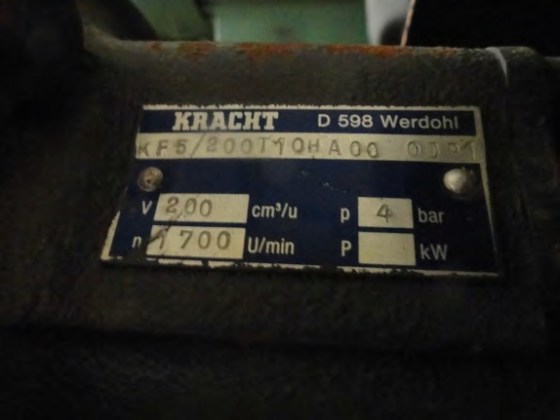 KRACHT D 598 Werdohl
KF5/200T10HA00
V 200 cm³/u p 4 bar
n 1700 U/min P kW